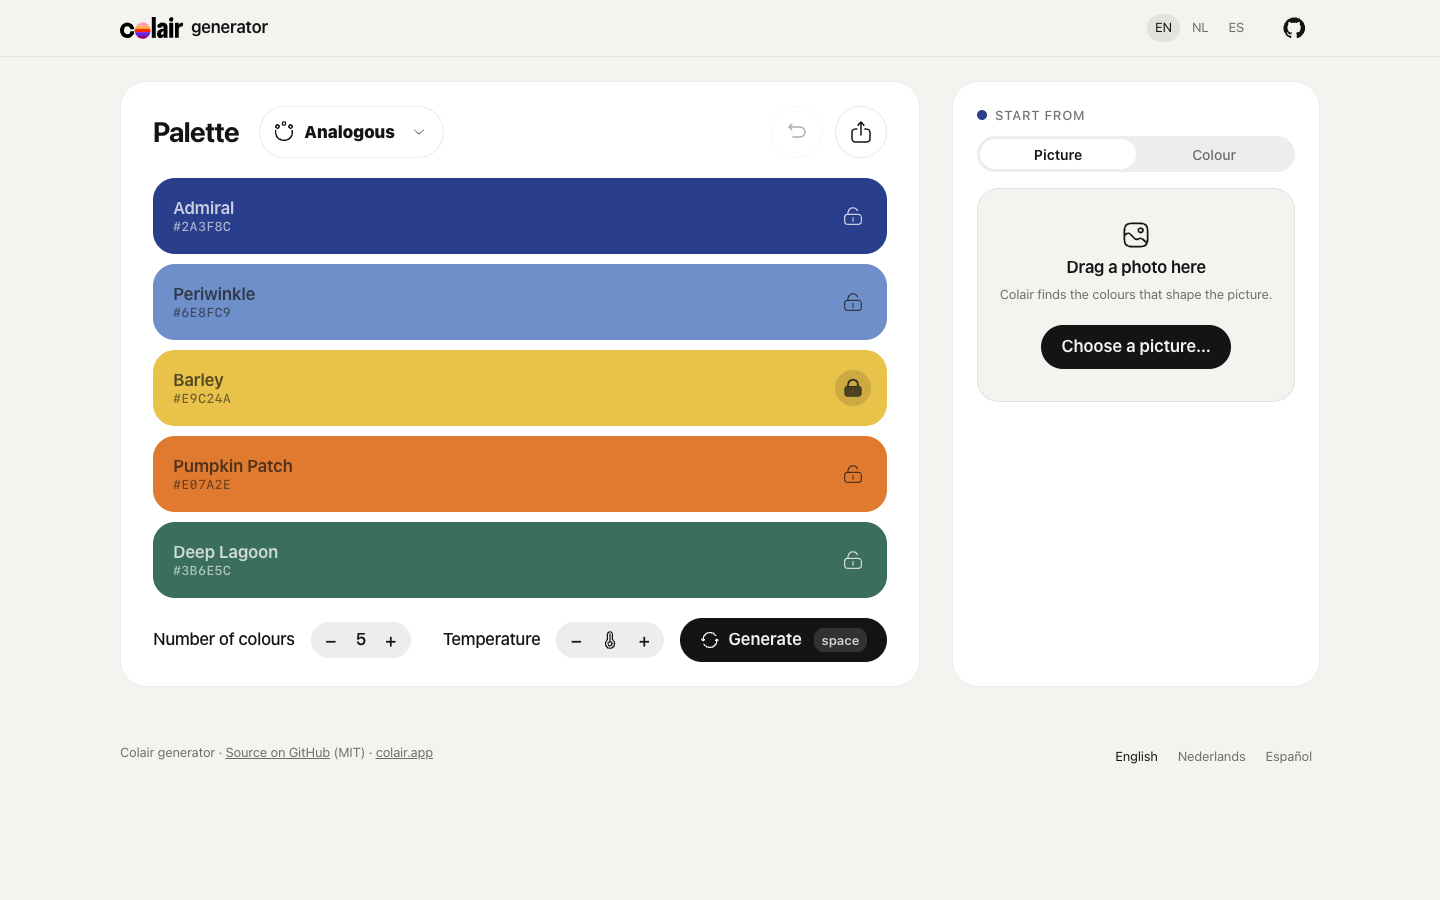 colair generator
EN NL ES
Palette
Analogous
Admiral
#2A3F8C
Periwinkle
#6E8FC9
Barley
#E9C24A
Pumpkin Patch
#E07A2E
Deep Lagoon
#3B6E5C
Number of colours − 5 + Temperature − + Generate space
START FROM
Picture Colour
Drag a photo here
Colair finds the colours that shape the picture.
Choose a picture...
Colair generator · Source on GitHub (MIT) · colair.app
English Nederlands Español